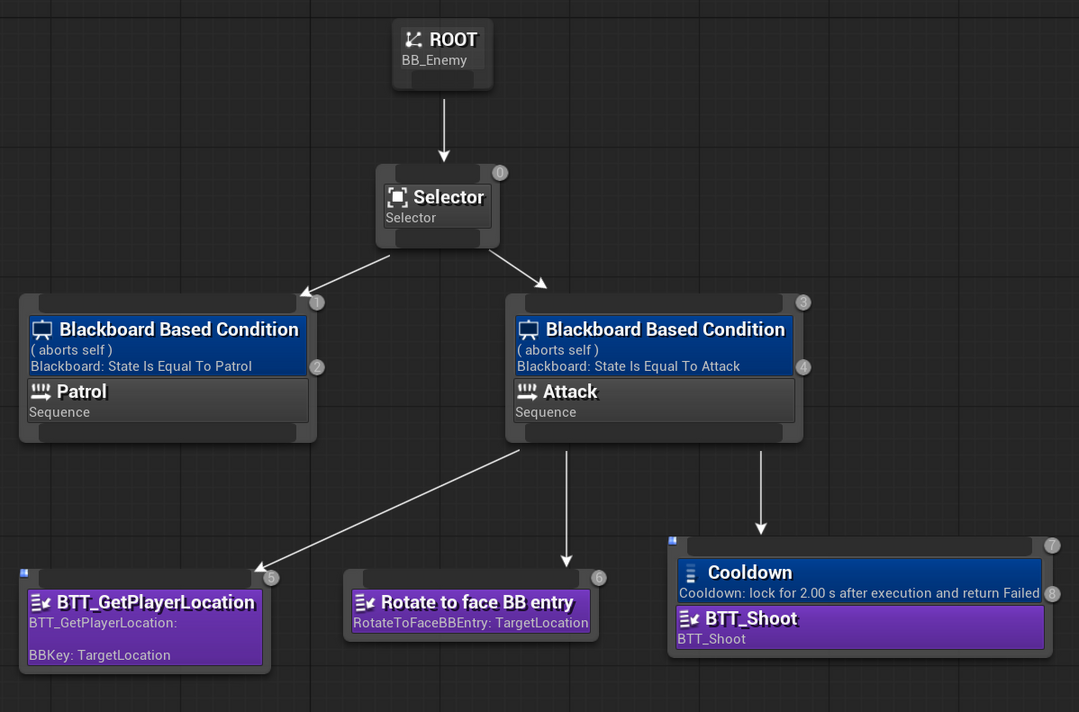 ROOT
BB_Enemy
0
Selector
Selector
1
Blackboard Based Condition
( aborts self )
Blackboard: State Is Equal To Patrol
2
Patrol
Sequence
3
Blackboard Based Condition
( aborts self )
Blackboard: State Is Equal To Attack
4
Attack
Sequence
5
BTT_GetPlayerLocation
BTT_GetPlayerLocation:
BBKey: TargetLocation
6
Rotate to face BB entry
RotateToFaceBBEntry: TargetLocation
7
Cooldown
Cooldown: lock for 2.00 s after execution and return Failed
8
BTT_Shoot
BTT_Shoot